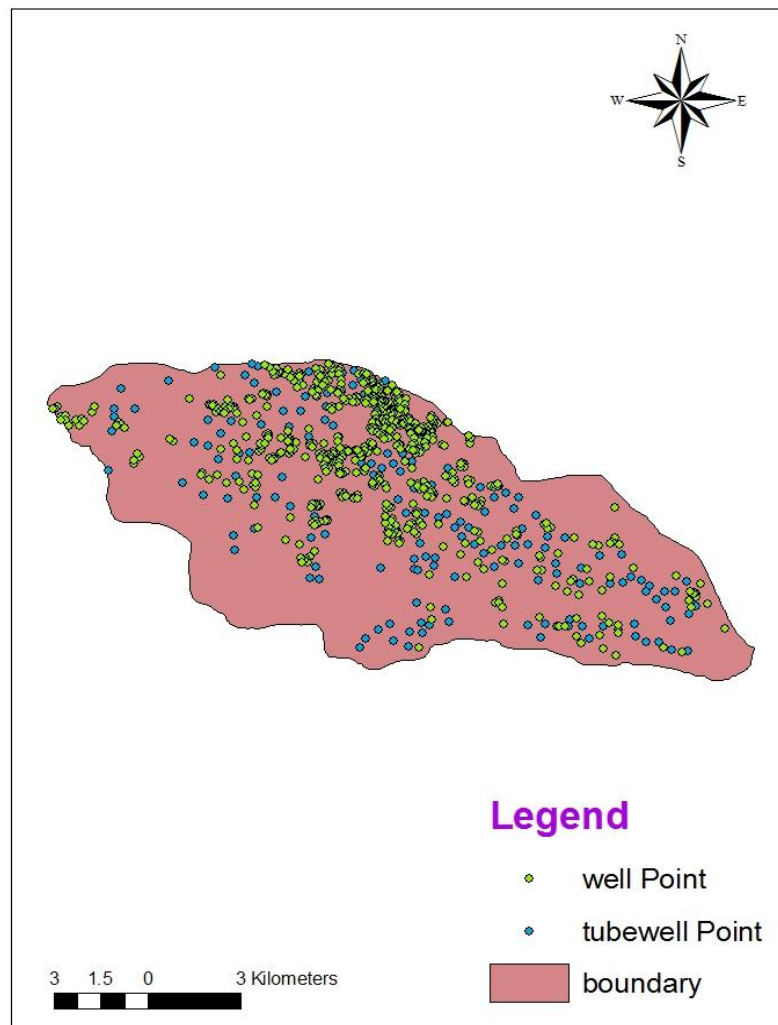 N
W E
S
Legend
well Point
tubewell Point
boundary
3 1.5 0 3 Kilometers